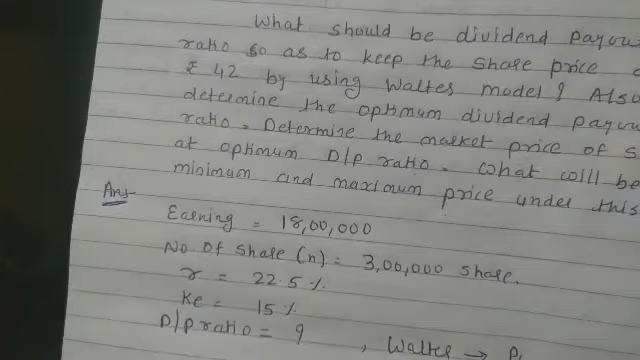 What should be dividend payou
ratio so as to keep the share price
₹ 42 by using Walter model? Also
determine the optimum dividend payou
ratio. Determine the market price of s
at optimum D/p ratio. What will be
minimum and maximum price under this
Ans-
Earning = 18,00,000
No of share (n) = 3,00,000 share.
r = 22.5 %
Ke = 15 %
D/p ratio = ?, Walter → P